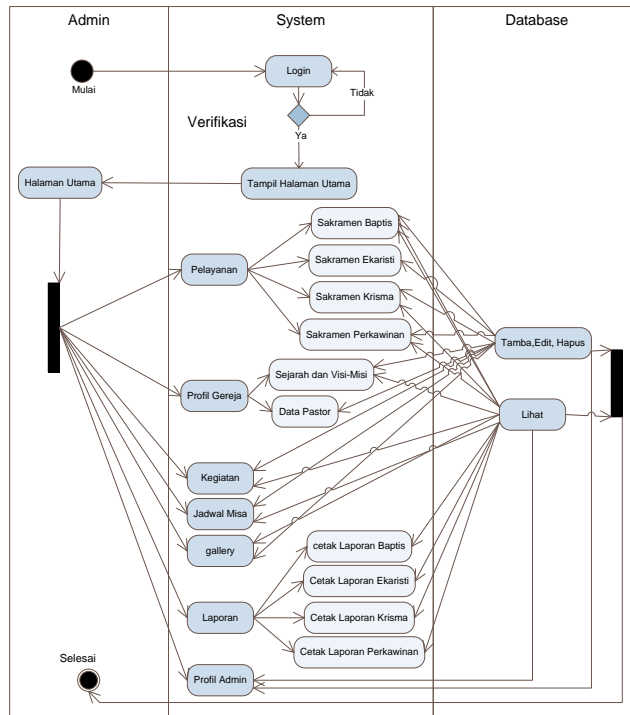 Admin
System
Database
Mulai
Login
Tidak
Verifikasi
Ya
Halaman Utama
Tampil Halaman Utama
Sakramen Baptis
Pelayanan
Sakramen Ekaristi
Sakramen Krisma
Sakramen Perkawinan
Tamba,Edit, Hapus
Sejarah dan Visi-Misi
Profil Gereja
Data Pastor
Lihat
Kegiatan
Jadwal Misa
gallery
cetak Laporan Baptis
Cetak Laporan Ekaristi
Laporan
Cetak Laporan Krisma
Cetak Laporan Perkawinan
Selesai
Profil Admin